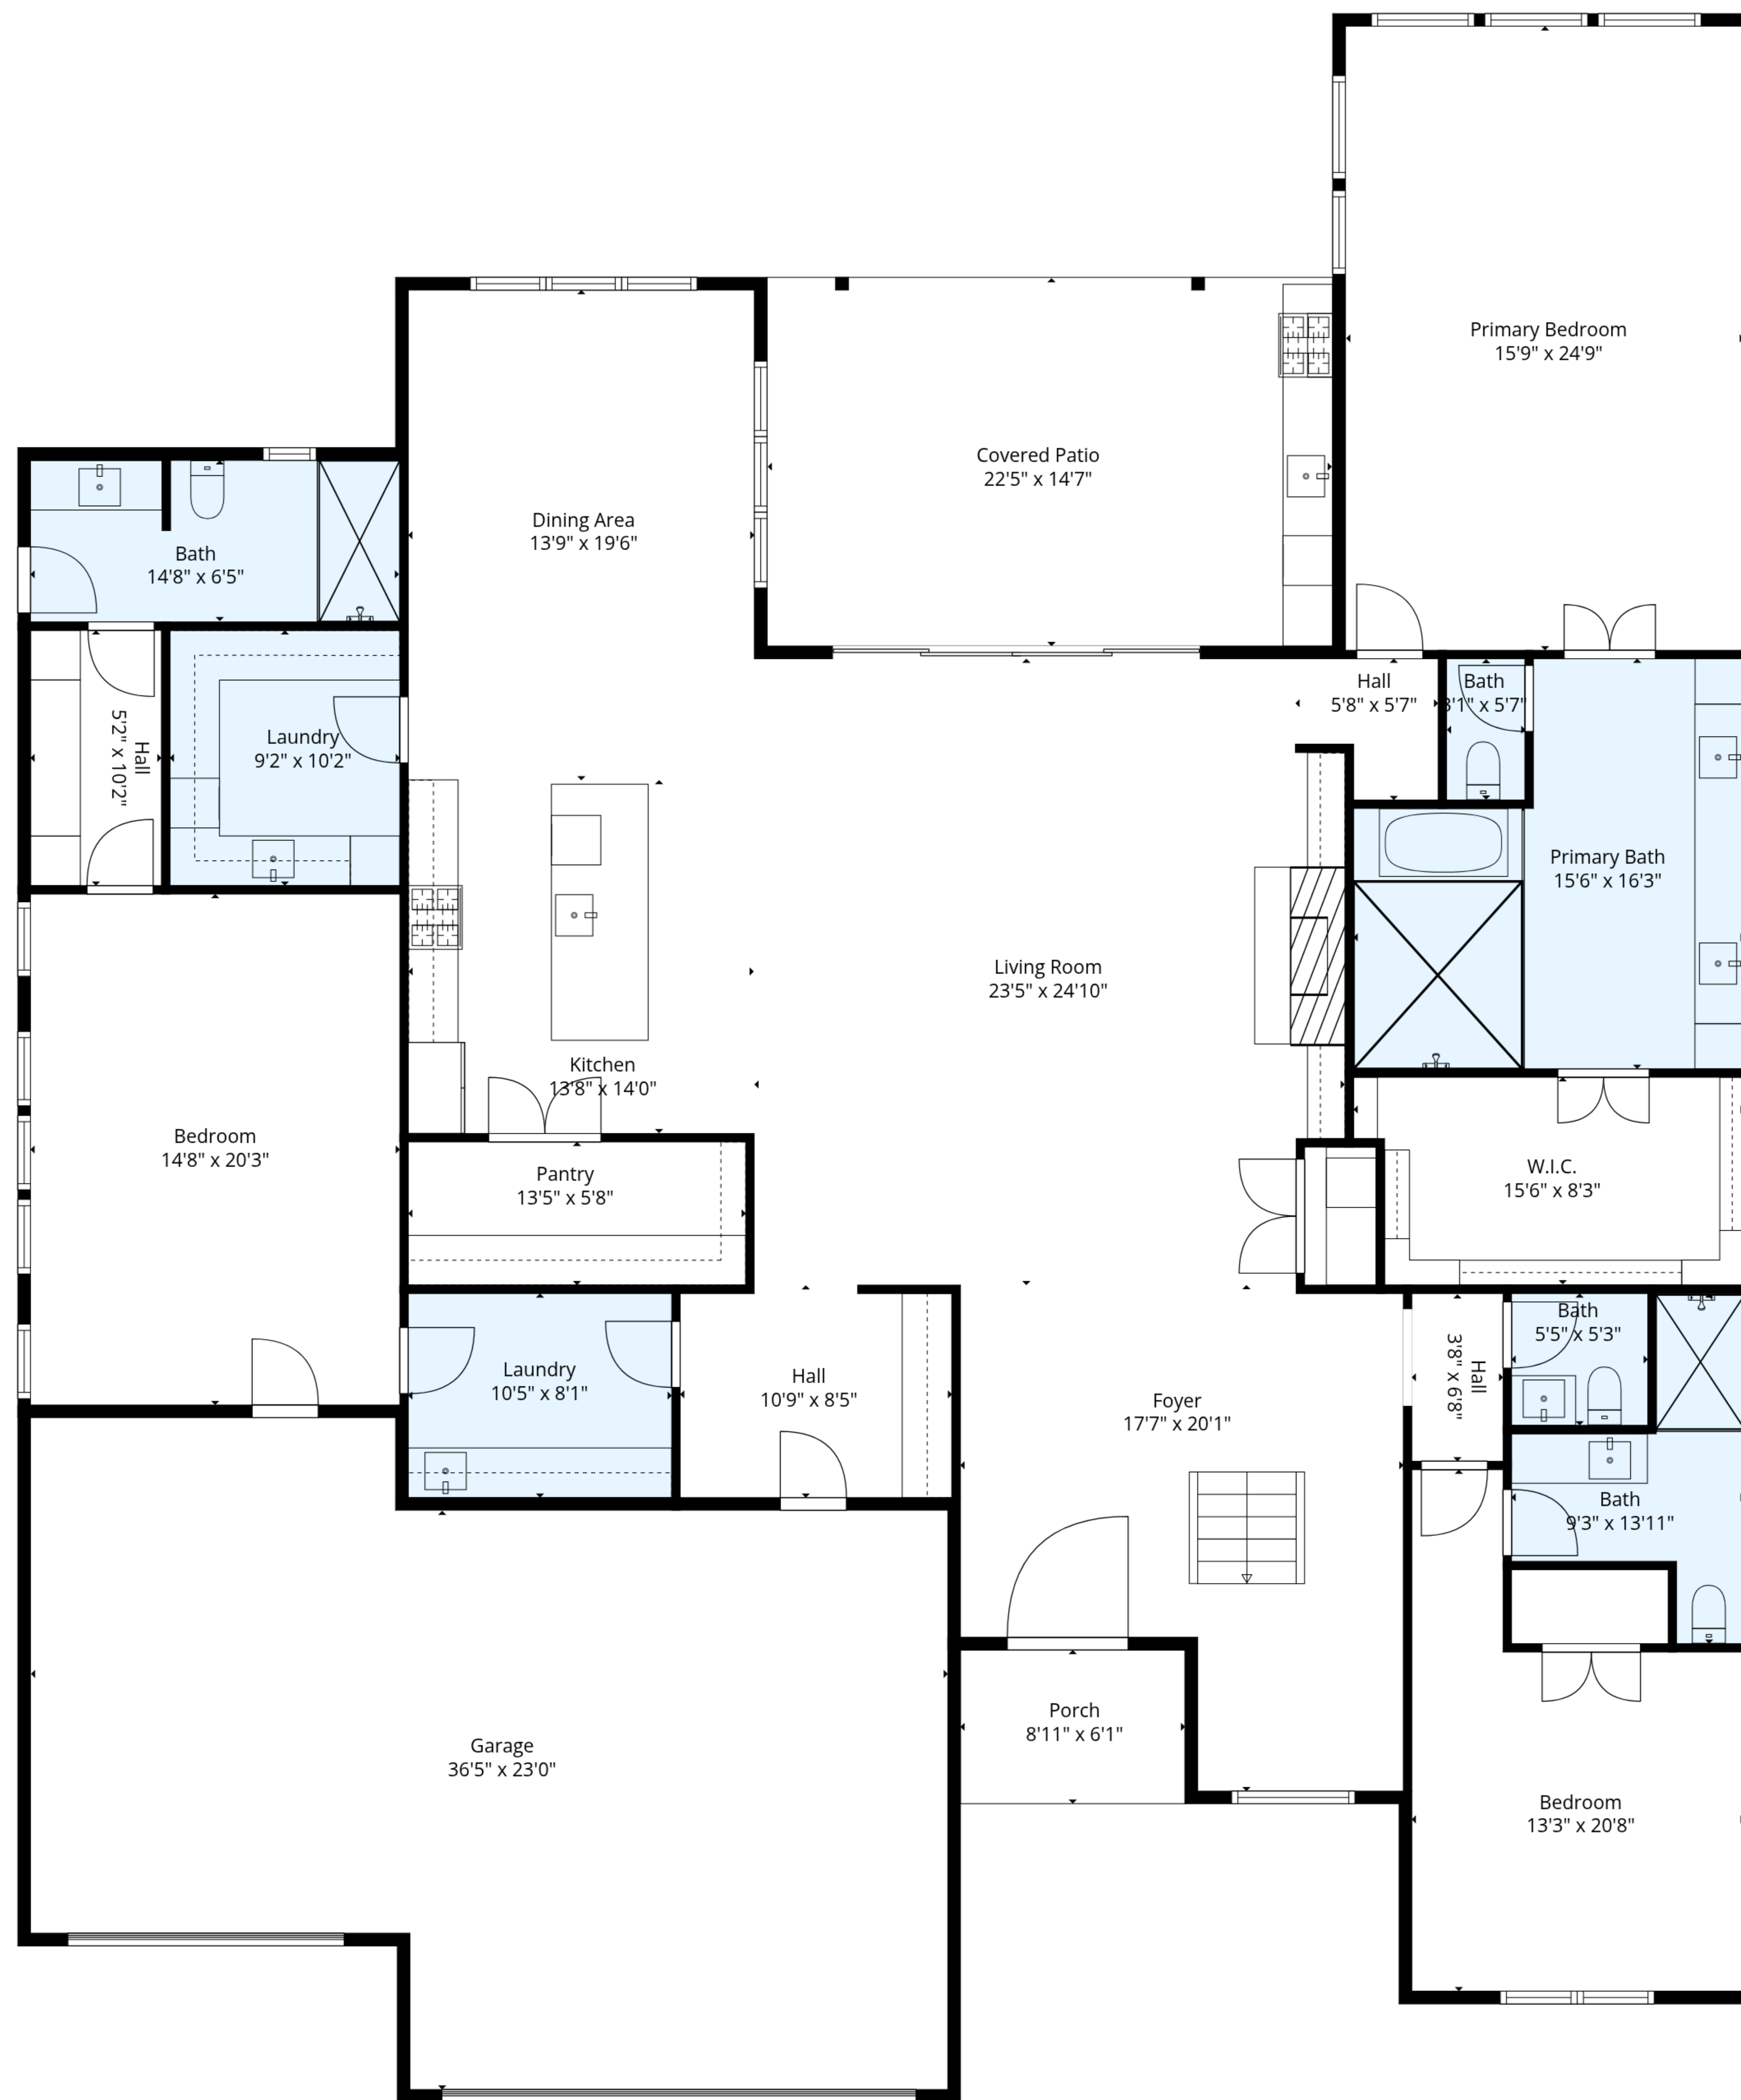 Primary Bedroom
15'9" x 24'9"
Covered Patio
22'5" x 14'7"
Dining Area
13'9" x 19'6"
Bath
14'8" x 6'5"
Hall
5'8" x 5'7"
Bath
3'1" x 5'7"
Hall
5'2" x 10'2"
Laundry
9'2" x 10'2"
Primary Bath
15'6" x 16'3"
Living Room
23'5" x 24'10"
Kitchen
13'8" x 14'0"
Bedroom
14'8" x 20'3"
Pantry
13'5" x 5'8"
W.I.C.
15'6" x 8'3"
Bath
5'5" x 5'3"
Laundry
10'5" x 8'1"
Hall
10'9" x 8'5"
Hall
3'8" x 6'8"
Foyer
17'7" x 20'1"
Bath
9'3" x 13'11"
Porch
8'11" x 6'1"
Garage
36'5" x 23'0"
Bedroom
13'3" x 20'8"